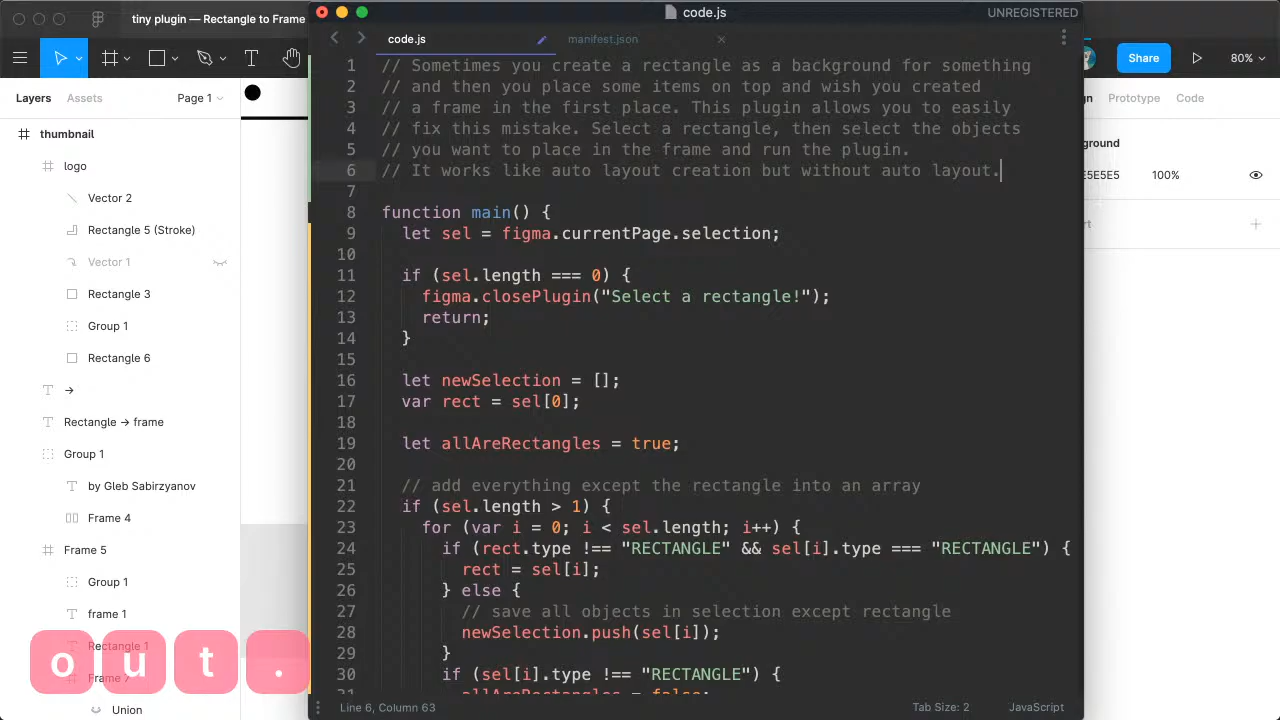 tiny plugin — Rectangle to Frame
code.js
UNREGISTERED
code.js
manifest.json
Share
80%
Layers
Assets
Page 1
Prototype
Code
thumbnail
logo
Vector 2
Rectangle 5 (Stroke)
Vector 1
Rectangle 3
Group 1
Rectangle 6
→
Rectangle → frame
Group 1
by Gleb Sabirzyanov
Frame 4
Frame 5
Group 1
frame 1
Rectangle 1
Frame 7
Union
o u t .
1 // Sometimes you create a rectangle as a background for something
2 // and then you place some items on top and wish you created
3 // a frame in the first place. This plugin allows you to easily
4 // fix this mistake. Select a rectangle, then select the objects
5 // you want to place in the frame and run the plugin.
6 // It works like auto layout creation but without auto layout.
7
8 function main() {
9 let sel = figma.currentPage.selection;
10
11 if (sel.length === 0) {
12 figma.closePlugin("Select a rectangle!");
13 return;
14 }
15
16 let newSelection = [];
17 var rect = sel[0];
18
19 let allAreRectangles = true;
20
21 // add everything except the rectangle into an array
22 if (sel.length > 1) {
23 for (var i = 0; i < sel.length; i++) {
24 if (rect.type !== "RECTANGLE" && sel[i].type === "RECTANGLE") {
25 rect = sel[i];
26 } else {
27 // save all objects in selection except rectangle
28 newSelection.push(sel[i]);
29 }
30 if (sel[i].type !== "RECTANGLE") {
31 allAreRectangles = false;
Line 6, Column 63
Tab Size: 2
JavaScript
E5E5E5
100%